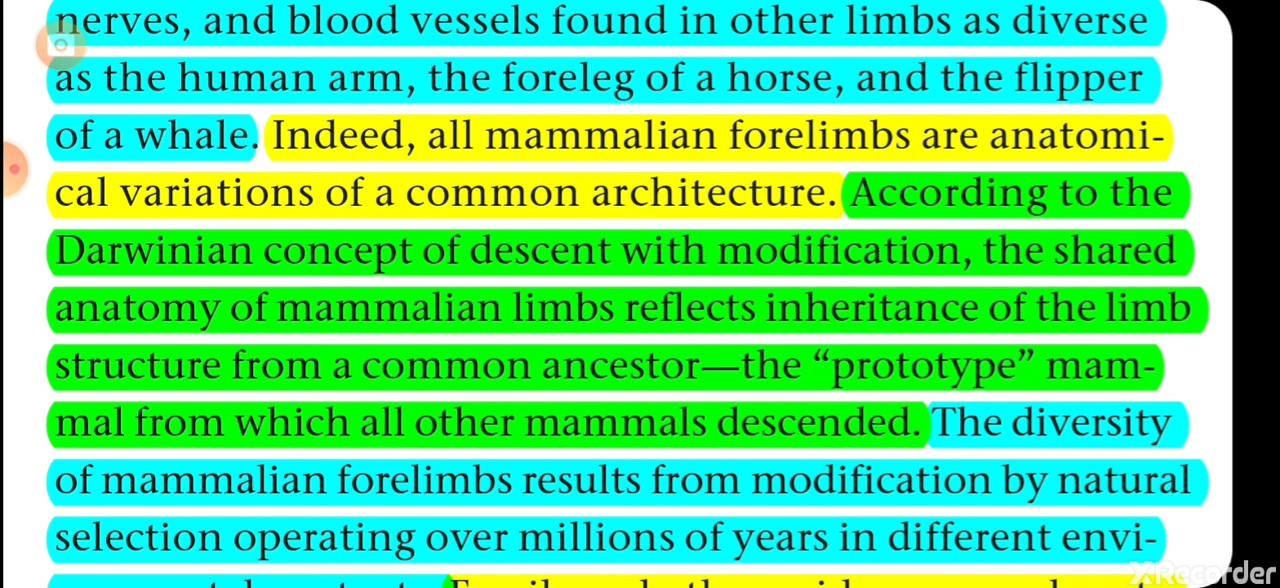 nerves, and blood vessels found in other limbs as diverse
as the human arm, the foreleg of a horse, and the flipper
of a whale. Indeed, all mammalian forelimbs are anatomi-
cal variations of a common architecture. According to the
Darwinian concept of descent with modification, the shared
anatomy of mammalian limbs reflects inheritance of the limb
structure from a common ancestor—the “prototype” mam-
mal from which all other mammals descended. The diversity
of mammalian forelimbs results from modification by natural
selection operating over millions of years in different envi-
XRecorder